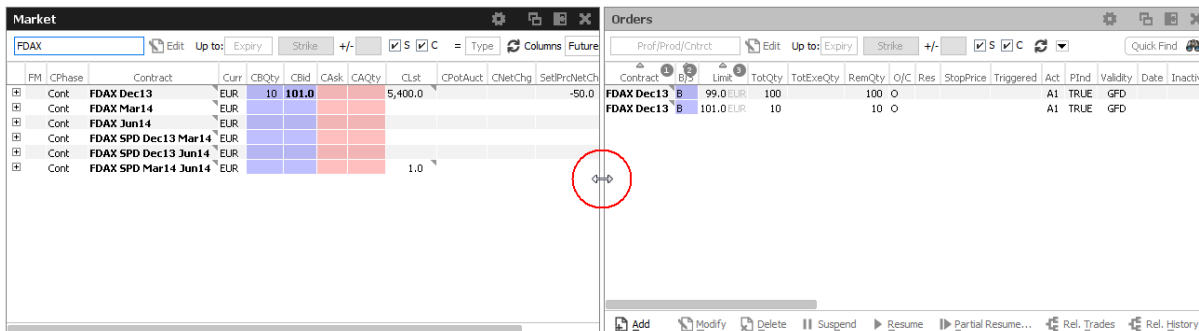 Market
FDAX Edit Up to: Expiry Strike +/- S C = Type Columns Future
FM CPhase Contract Curr CBQty CBid CAsk CAQty CLst CPotAuct CNetChg SetlPrcNetCh
Cont FDAX Dec13 EUR 10 101.0 5,400.0 -50.0
Cont FDAX Mar14 EUR
Cont FDAX Jun14 EUR
Cont FDAX SPD Dec13 Mar14 EUR
Cont FDAX SPD Dec13 Jun14 EUR
Cont FDAX SPD Mar14 Jun14 EUR 1.0
Orders
Prof/Prod/Cntrct Edit Up to: Expiry Strike +/- S C Quick Find
Contract 1 B/S 2 Limit 3 TotQty TotExeQty RemQty O/C Res StopPrice Triggered Act PInd Validity Date Inactiv
FDAX Dec13 B 99.0 EUR 100 100 O A1 TRUE GFD
FDAX Dec13 B 101.0 EUR 10 10 O A1 TRUE GFD
Add Modify Delete Suspend Resume Partial Resume... Rel. Trades Rel. History